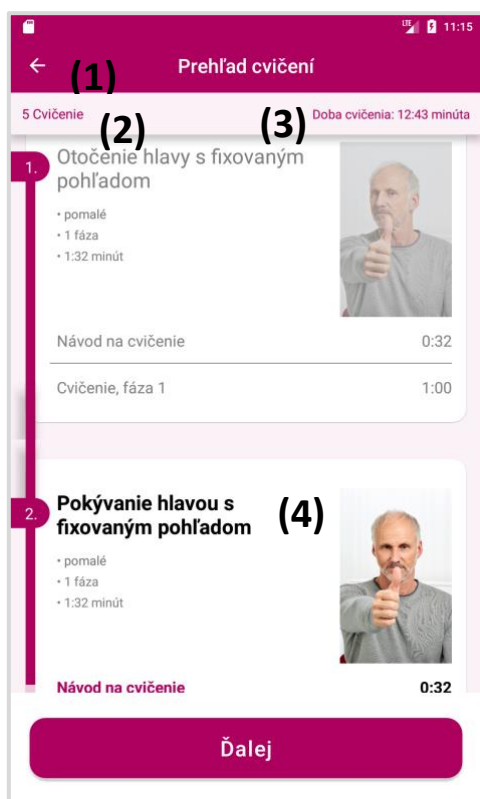 LTE 11:15
Prehľad cvičení
(1)
5 Cvičenie
Doba cvičenia: 12:43 minúta
(2)
(3)
1.
Otočenie hlavy s fixovaným
pohľadom
• pomalé
• 1 fáza
• 1:32 minút
Návod na cvičenie 0:32
Cvičenie, fáza 1 1:00
2.
Pokývanie hlavou s
fixovaným pohľadom
(4)
• pomalé
• 1 fáza
• 1:32 minút
Návod na cvičenie 0:32
Ďalej